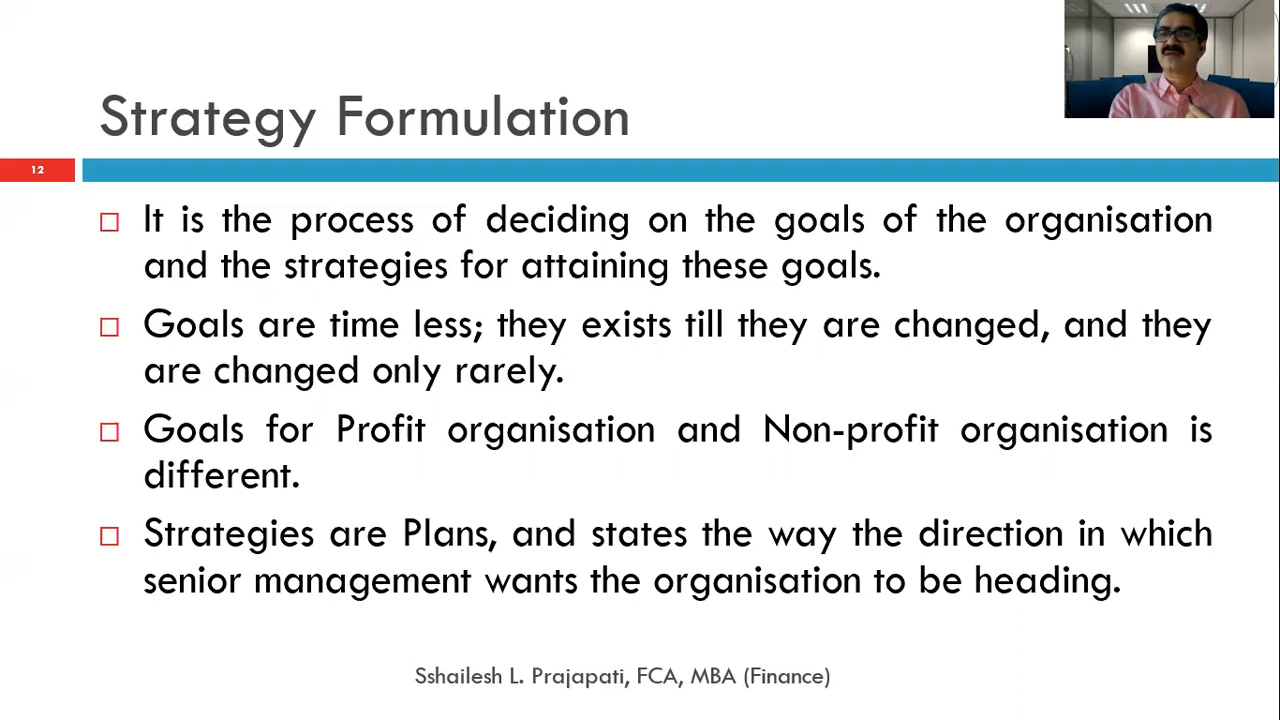 Strategy Formulation
12
It is the process of deciding on the goals of the organisation
and the strategies for attaining these goals.
Goals are time less; they exists till they are changed, and they
are changed only rarely.
Goals for Profit organisation and Non-profit organisation is
different.
Strategies are Plans, and states the way the direction in which
senior management wants the organisation to be heading.
Sshailesh L. Prajapati, FCA, MBA (Finance)